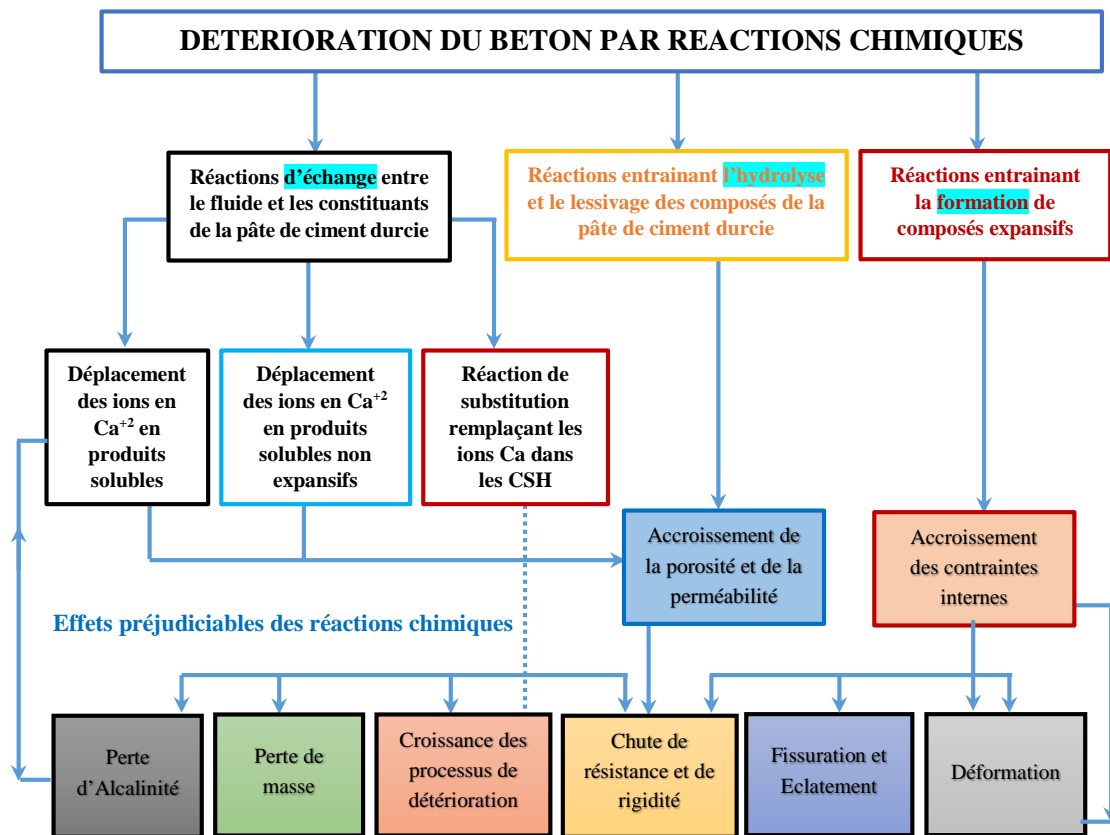 DETERIORATION DU BETON PAR REACTIONS CHIMIQUES
Réactions d'échange entre
le fluide et les constituants
de la pâte de ciment durcie
Réactions entrainant l'hydrolyse
et le lessivage des composés de la
pâte de ciment durcie
Réactions entrainant
la formation de
composés expansifs
Déplacement
des ions en
Ca⁺² en
produits
solubles
Déplacement
des ions en Ca⁺²
en produits
solubles non
expansifs
Réaction de
substitution
remplaçant les
ions Ca dans
les CSH
Accroissement de
la porosité et de la
perméabilité
Accroissement
des contraintes
internes
Effets préjudiciables des réactions chimiques
Perte
d'Alcalinité
Perte de
masse
Croissance des
processus de
détérioration
Chute de
résistance et de
rigidité
Fissuration et
Eclatement
Déformation